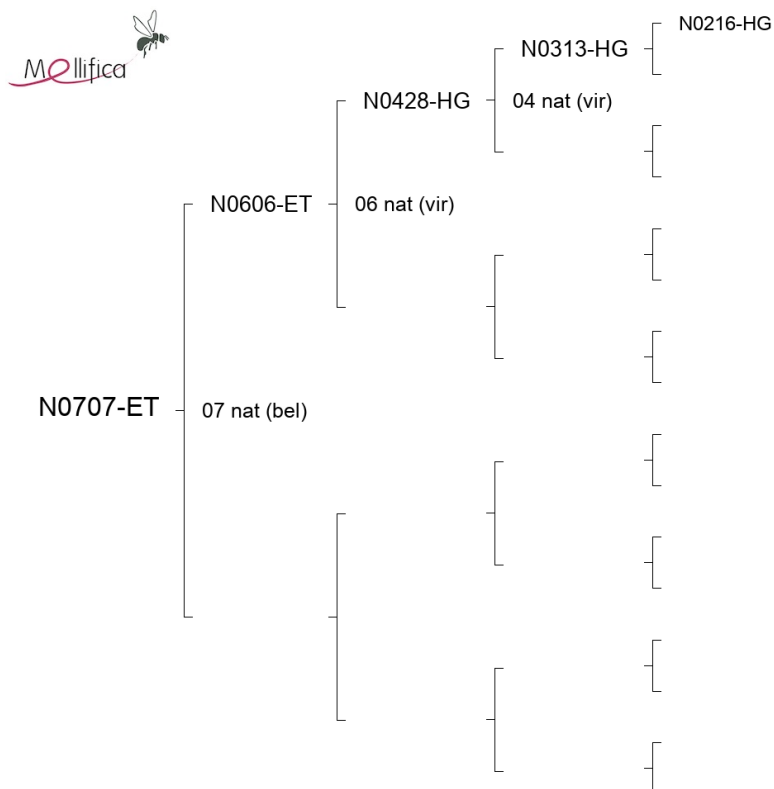 Mellifica
N0216-HG
N0313-HG
N0428-HG
04 nat (vir)
N0606-ET
06 nat (vir)
N0707-ET
07 nat (bel)